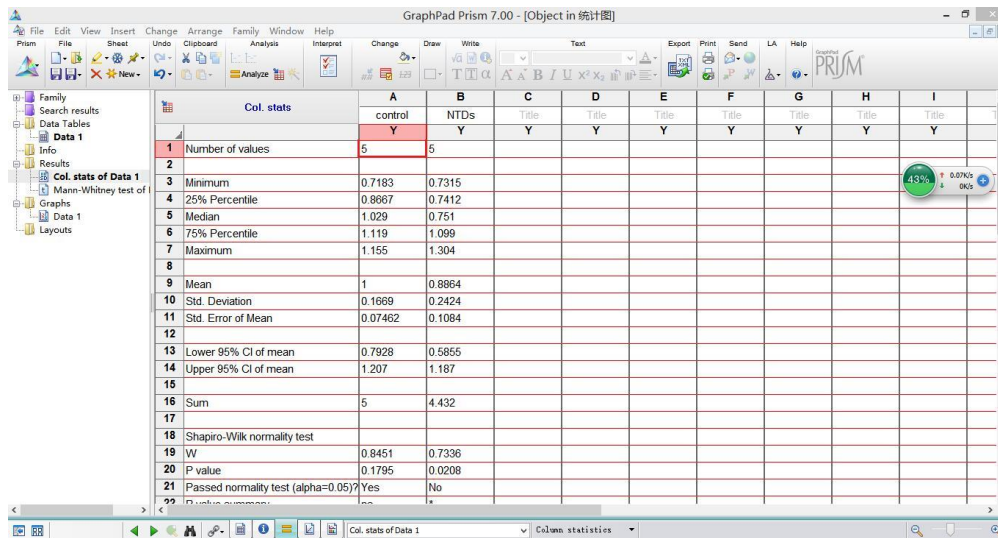 GraphPad Prism 7.00 - [Object in 统计图]
File Edit View Insert Change Arrange Family Window Help
Prism File Sheet Undo Clipboard Analysis Interpret Change Draw Write Text Export Print Send LA Help
New Analyze GraphPad PRISM
Family
Search results
Data Tables
Data 1
Info
Results
Col. stats of Data 1
Mann-Whitney test of
Graphs
Data 1
Layouts
Col. stats A B C D E F G H I
control NTDs Title Title Title Title Title Title Title
Y Y Y Y Y Y Y Y Y
1 Number of values 5 5
2
3 Minimum 0.7183 0.7315
4 25% Percentile 0.8667 0.7412
5 Median 1.029 0.751
6 75% Percentile 1.119 1.099
7 Maximum 1.155 1.304
8
9 Mean 1 0.8864
10 Std. Deviation 0.1669 0.2424
11 Std. Error of Mean 0.07462 0.1084
12
13 Lower 95% CI of mean 0.7928 0.5855
14 Upper 95% CI of mean 1.207 1.187
15
16 Sum 5 4.432
17
18 Shapiro-Wilk normality test
19 W 0.8451 0.7336
20 P value 0.1795 0.0208
21 Passed normality test (alpha=0.05)? Yes No
43% 0.07K/s
0K/s
Col. stats of Data 1 Column statistics